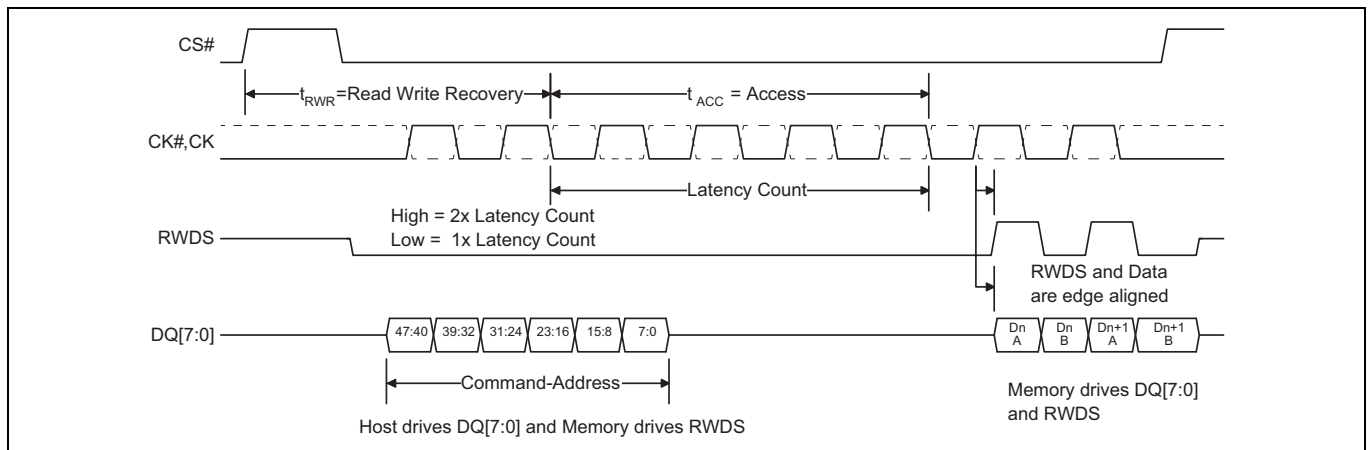 CS#
tRWR=Read Write Recovery
tACC = Access
CK#,CK
Latency Count
High = 2x Latency Count
Low = 1x Latency Count
RWDS
RWDS and Data
are edge aligned
DQ[7:0]
47:40 39:32 31:24 23:16 15:8 7:0
Dn A
Dn B
Dn+1 A
Dn+1 B
Command-Address
Memory drives DQ[7:0]
and RWDS
Host drives DQ[7:0] and Memory drives RWDS